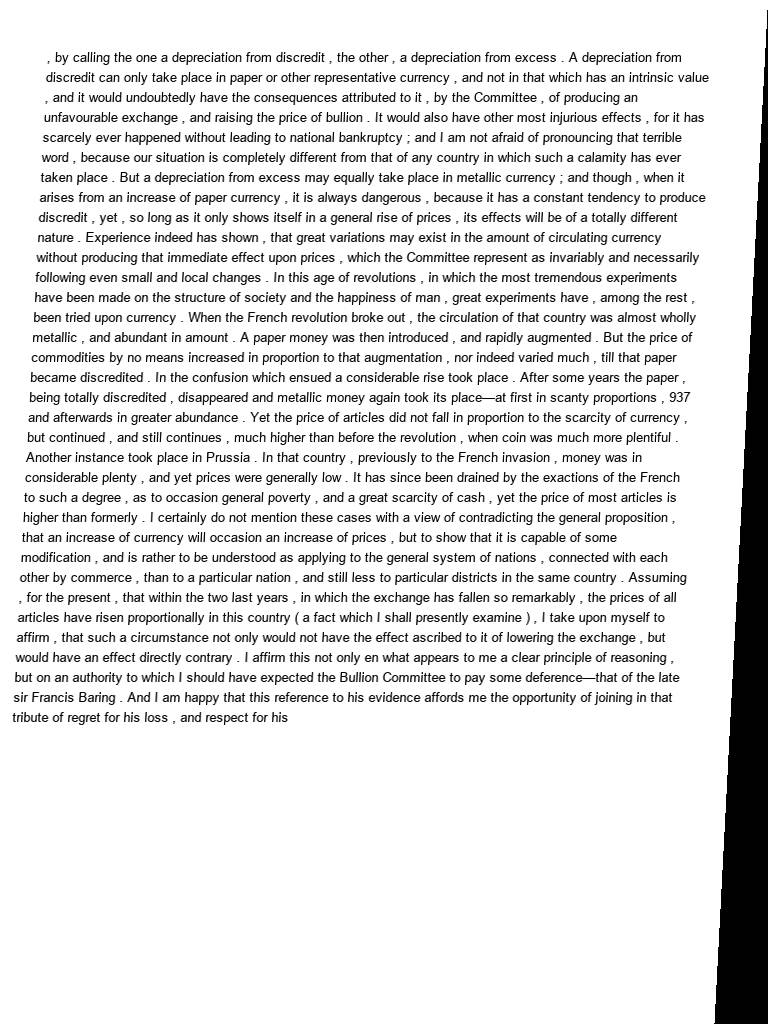 , by calling the one a depreciation from discredit , the other , a depreciation from excess . A depreciation from
discredit can only take place in paper or other representative currency , and not in that which has an intrinsic value
, and it would undoubtedly have the consequences attributed to it , by the Committee , of producing an
unfavourable exchange , and raising the price of bullion . It would also have other most injurious effects , for it has
scarcely ever happened without leading to national bankruptcy ; and I am not afraid of pronouncing that terrible
word , because our situation is completely different from that of any country in which such a calamity has ever
taken place . But a depreciation from excess may equally take place in metallic currency ; and though , when it
arises from an increase of paper currency , it is always dangerous , because it has a constant tendency to produce
discredit , yet , so long as it only shows itself in a general rise of prices , its effects will be of a totally different
nature . Experience indeed has shown , that great variations may exist in the amount of circulating currency
without producing that immediate effect upon prices , which the Committee represent as invariably and necessarily
following even small and local changes . In this age of revolutions , in which the most tremendous experiments
have been made on the structure of society and the happiness of man , great experiments have , among the rest ,
been tried upon currency . When the French revolution broke out , the circulation of that country was almost wholly
metallic , and abundant in amount . A paper money was then introduced , and rapidly augmented . But the price of
commodities by no means increased in proportion to that augmentation , nor indeed varied much , till that paper
became discredited . In the confusion which ensued a considerable rise took place . After some years the paper ,
being totally discredited , disappeared and metallic money again took its place—at first in scanty proportions , 937
and afterwards in greater abundance . Yet the price of articles did not fall in proportion to the scarcity of currency ,
but continued , and still continues , much higher than before the revolution , when coin was much more plentiful .
Another instance took place in Prussia . In that country , previously to the French invasion , money was in
considerable plenty , and yet prices were generally low . It has since been drained by the exactions of the French
to such a degree , as to occasion general poverty , and a great scarcity of cash , yet the price of most articles is
higher than formerly . I certainly do not mention these cases with a view of contradicting the general proposition ,
that an increase of currency will occasion an increase of prices , but to show that it is capable of some
modification , and is rather to be understood as applying to the general system of nations , connected with each
other by commerce , than to a particular nation , and still less to particular districts in the same country . Assuming
, for the present , that within the two last years , in which the exchange has fallen so remarkably , the prices of all
articles have risen proportionally in this country ( a fact which I shall presently examine ) , I take upon myself to
affirm , that such a circumstance not only would not have the effect ascribed to it of lowering the exchange , but
would have an effect directly contrary . I affirm this not only en what appears to me a clear principle of reasoning ,
but on an authority to which I should have expected the Bullion Committee to pay some deference—that of the late
sir Francis Baring . And I am happy that this reference to his evidence affords me the opportunity of joining in that
tribute of regret for his loss , and respect for his